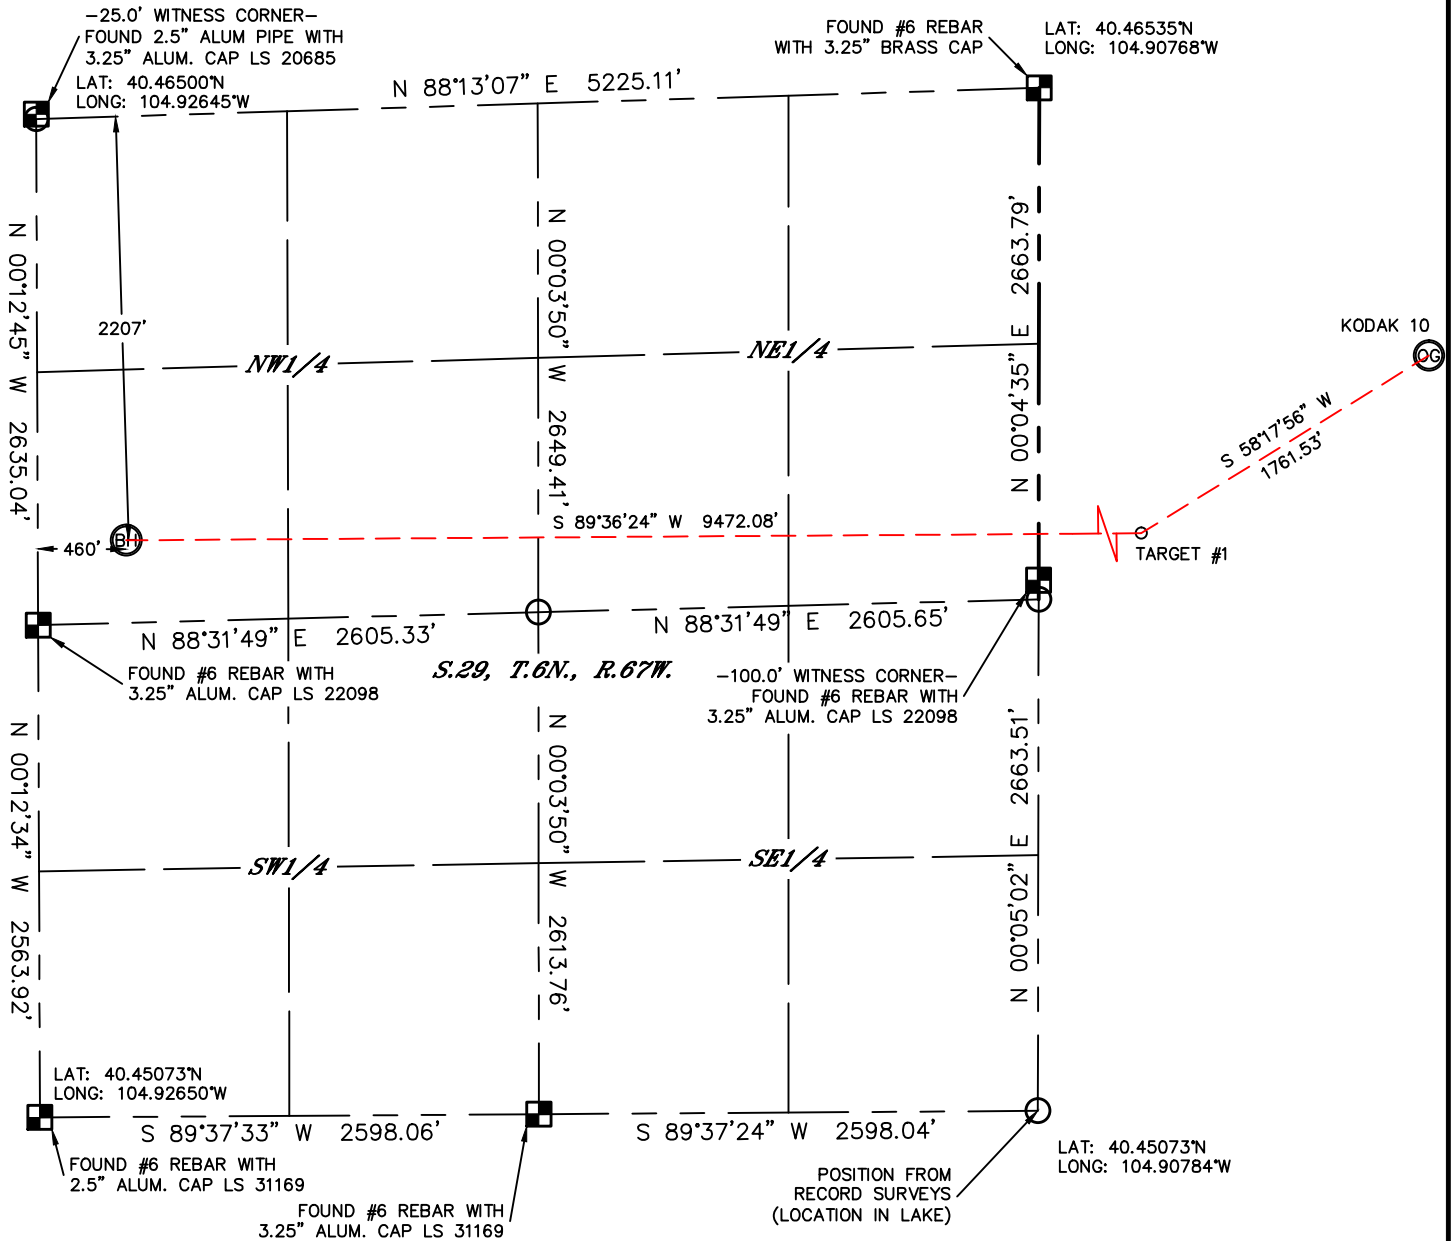 -25.0' WITNESS CORNER-
FOUND 2.5" ALUM PIPE WITH
3.25" ALUM. CAP LS 20685
LAT: 40.46500°N
LONG: 104.92645°W
N 88°13'07" E 5225.11'
FOUND #6 REBAR
WITH 3.25" BRASS CAP
LAT: 40.46535°N
LONG: 104.90768°W
N 00°12'45" W 2635.04'
2207'
NW1/4
N 00°03'50" W 2649.41'
NE1/4
N 00°04'35" E 2663.79'
KODAK 10
OG
S 58°17'56" W
1761.53'
S 89°36'24" W 9472.08'
BH
460'
TARGET #1
N 88°31'49" E 2605.33'
N 88°31'49" E 2605.65'
S.29, T.6N., R.67W.
FOUND #6 REBAR WITH
3.25" ALUM. CAP LS 22098
-100.0' WITNESS CORNER-
FOUND #6 REBAR WITH
3.25" ALUM. CAP LS 22098
N 00°12'34" W 2563.92'
SW1/4
N 00°03'50" W 2613.76'
SE1/4
N 00°05'02" E 2663.51'
LAT: 40.45073°N
LONG: 104.92650°W
S 89°37'33" W 2598.06'
S 89°37'24" W 2598.04'
FOUND #6 REBAR WITH
2.5" ALUM. CAP LS 31169
FOUND #6 REBAR WITH
3.25" ALUM. CAP LS 31169
POSITION FROM
RECORD SURVEYS
(LOCATION IN LAKE)
LAT: 40.45073°N
LONG: 104.90784°W